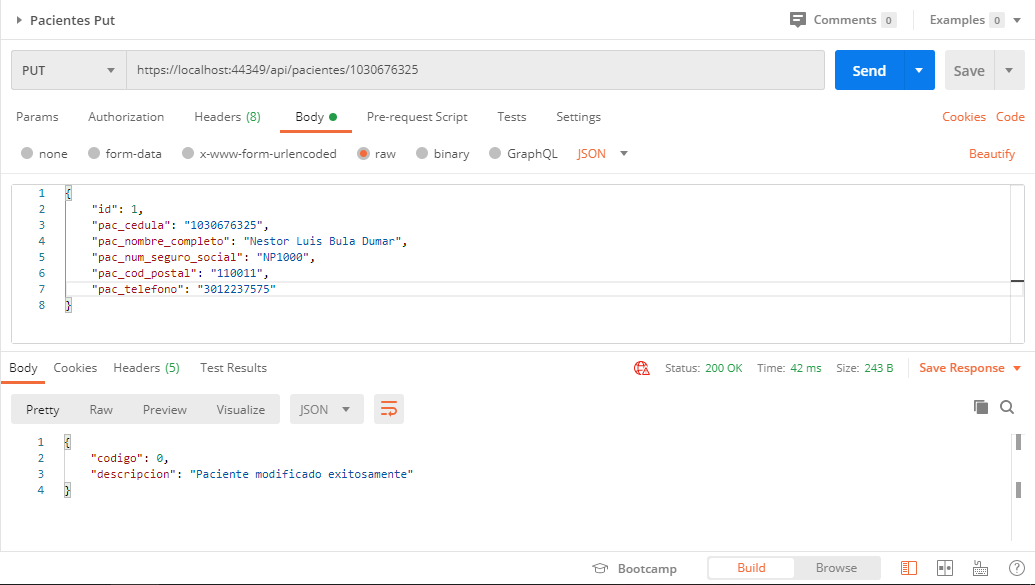 Pacientes Put
Comments 0
Examples 0
PUT
https://localhost:44349/api/pacientes/1030676325
Send
Save
Params
Authorization
Headers (8)
Body
Pre-request Script
Tests
Settings
Cookies
Code
none
form-data
x-www-form-urlencoded
raw
binary
GraphQL
JSON
Beautify
1 {
2 "id": 1,
3 "pac_cedula": "1030676325",
4 "pac_nombre_completo": "Nestor Luis Bula Dumar",
5 "pac_num_seguro_social": "NP1000",
6 "pac_cod_postal": "110011",
7 "pac_telefono": "3012237575"
8 }
Body
Cookies
Headers (5)
Test Results
Status: 200 OK
Time: 42 ms
Size: 243 B
Save Response
Pretty
Raw
Preview
Visualize
JSON
1 {
2 "codigo": 0,
3 "descripcion": "Paciente modificado exitosamente"
4 }
Bootcamp
Build
Browse
?